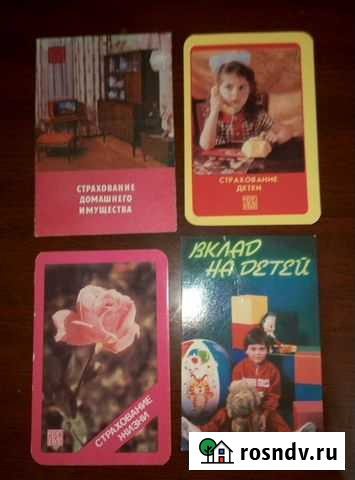 СТРАХОВАНИЕ
ДОМАШНЕГО
ИМУЩЕСТВА
СТРАХОВАНИЕ
ДЕТЕЙ
СТРАХОВАНИЕ
ЖИЗНИ
ВКЛАД
НА ДЕТЕЙ
rosndv.ru